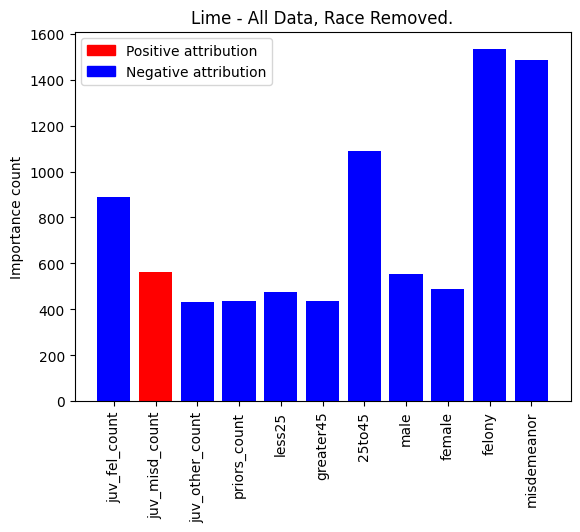 Lime - All Data, Race Removed.
Positive attribution
Negative attribution
Importance count
1600
1400
1200
1000
800
600
400
200
0
juv_fel_count
juv_misd_count
juv_other_count
priors_count
less25
greater45
25to45
male
female
felony
misdemeanor